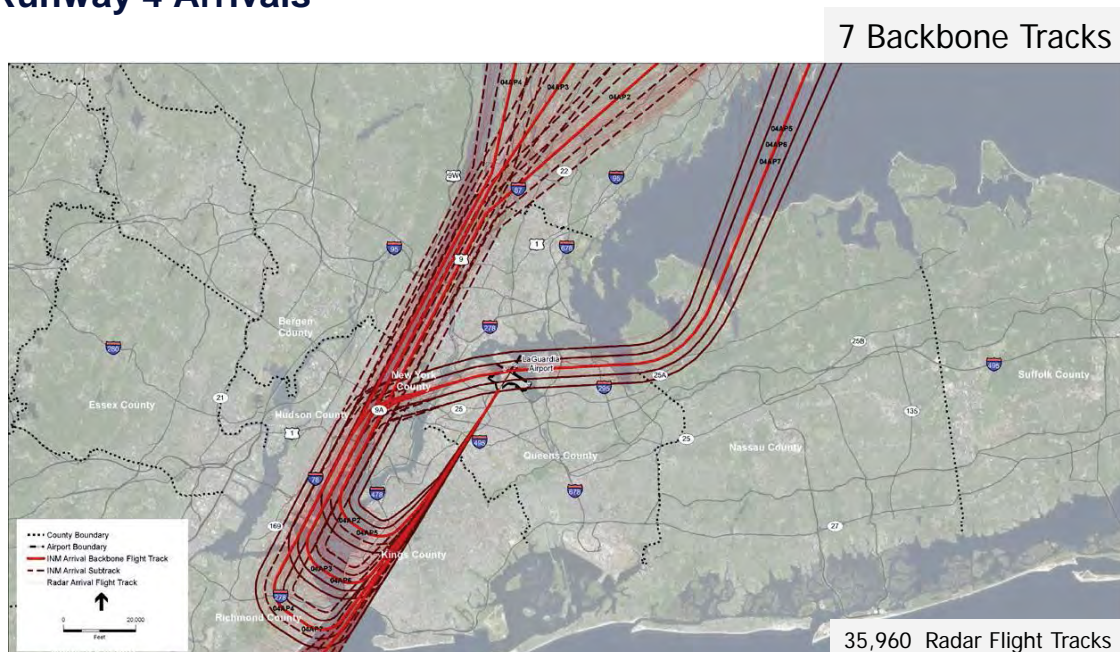 Runway 4 Arrivals
7 Backbone Tracks
04AP4
04AP3
04AP2
04AP5
04AP6
04AP7
9W
87
22
95
95
1
678
9
278
Bergen
County
LaGuardia
Airport
280
New York
County
295
25A
25B
495
Suffolk County
Essex County
21
Hudson County
9A
25
135
1
495
Queens County
25
Nassau County
78
478
678
04AP2
169
27
Kings County
04AP3
04AP6
278
04AP4
Richmond County
County Boundary
Airport Boundary
INM Arrival Backbone Flight Track
INM Arrival Subtrack
Radar Arrival Flight Track
0
20,000
Feet
35,960 Radar Flight Tracks